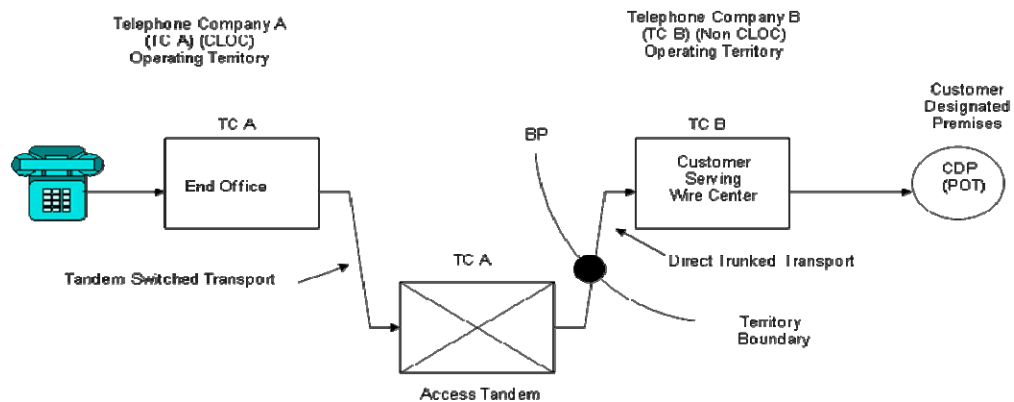 Telephone Company A
(TC A) (CLOC)
Operating Territory
Telephone Company B
(TC B) (Non CLOC)
Operating Territory
Customer
Designated
Premises
TC A
BP
TC B
End Office
Customer
Serving
Wire Center
CDP
(POT)
Tandem Switched Transport
TC A
Direct Trunked Transport
Territory
Boundary
Access Tandem